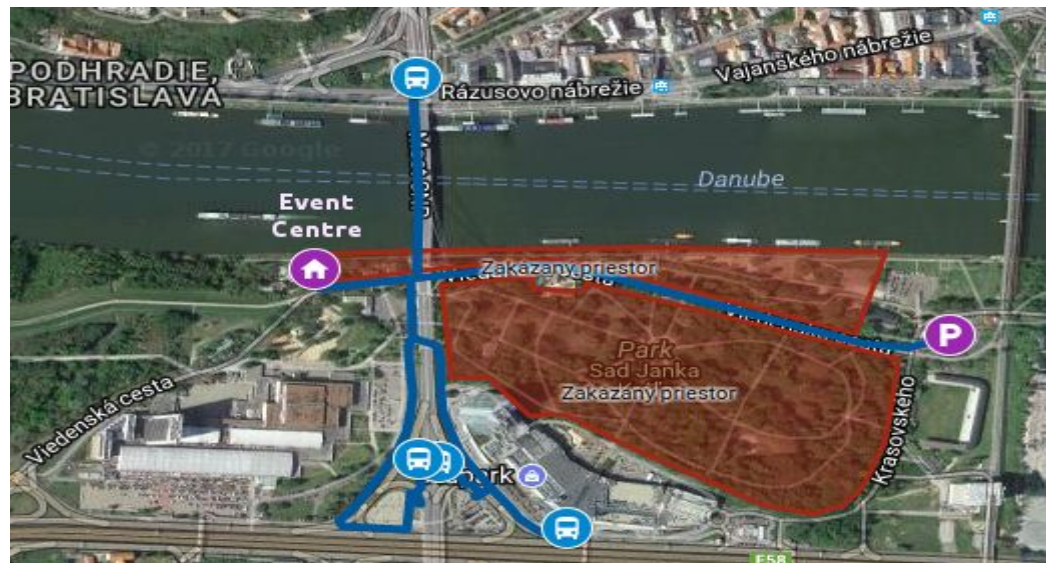 PODHRADIE,
BRATISLAVA
Rázusovo nábrežie
Vajanského nábrežie
© 2017 Google
Danube
Event
Centre
Zakázaný priestor
P
Park
Sad Janka
Zakázaný priestor
Viedenská cesta
Krasovského
E58